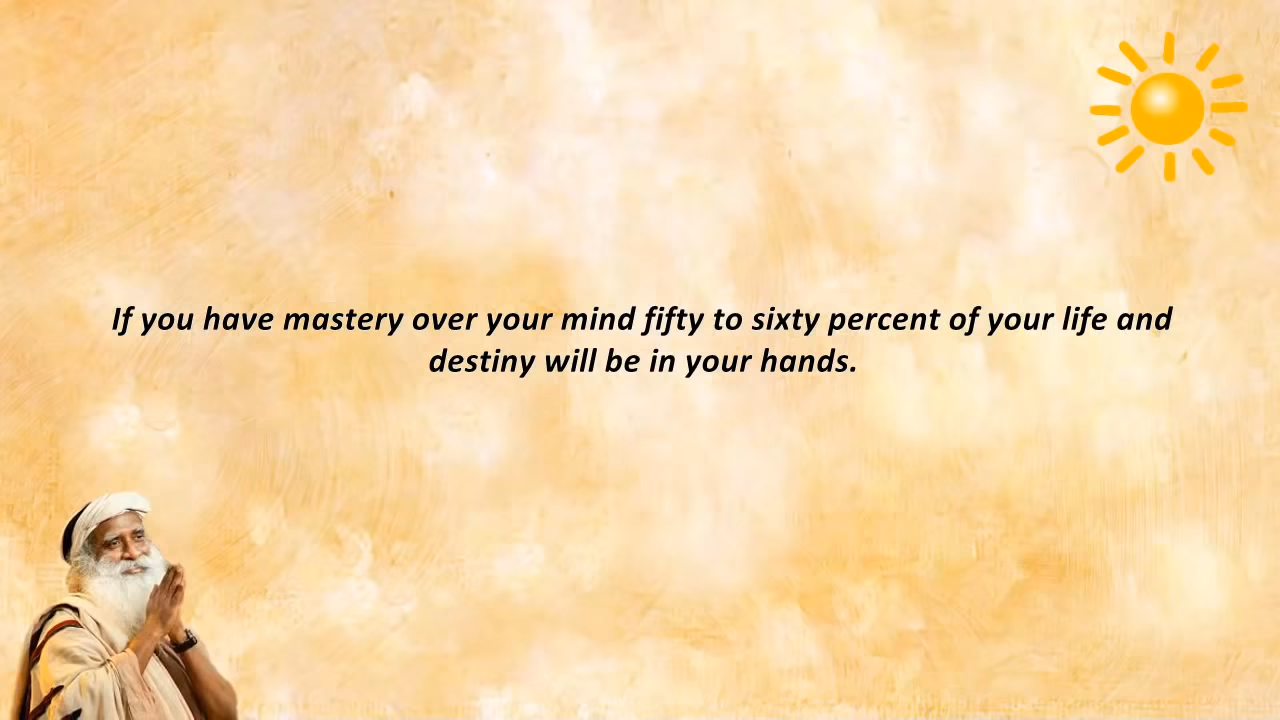 If you have mastery over your mind fifty to sixty percent of your life and
destiny will be in your hands.